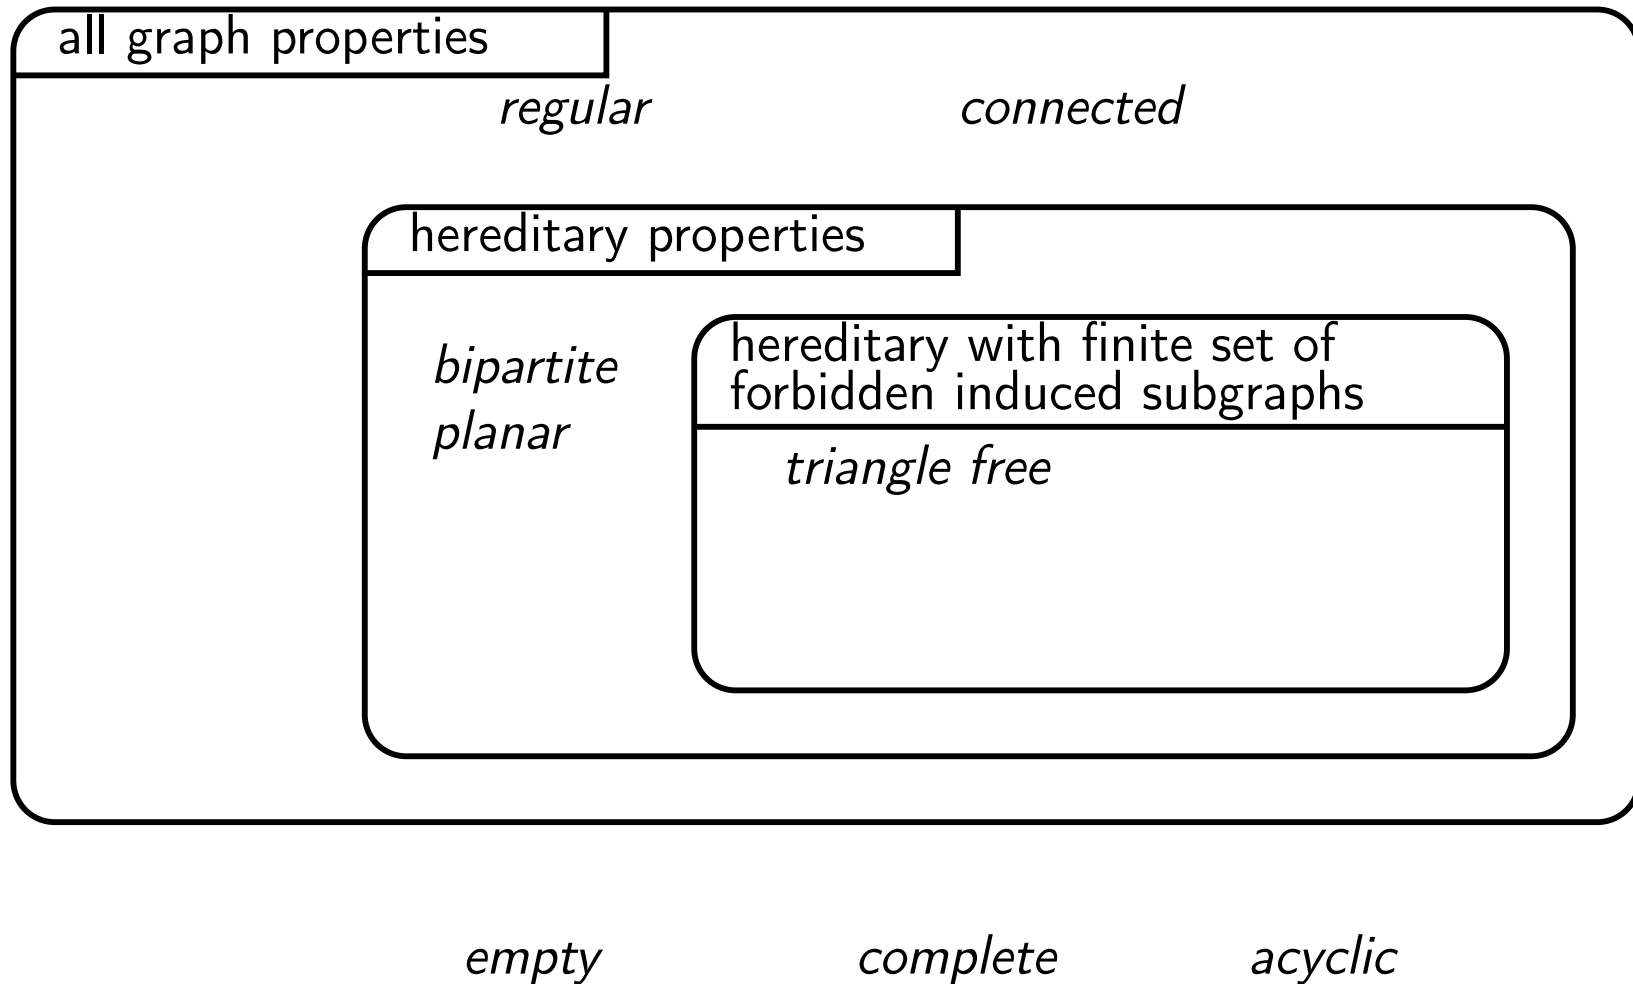 all graph properties
regular connected
hereditary properties
bipartite
planar
hereditary with finite set of
forbidden induced subgraphs
triangle free
empty complete acyclic